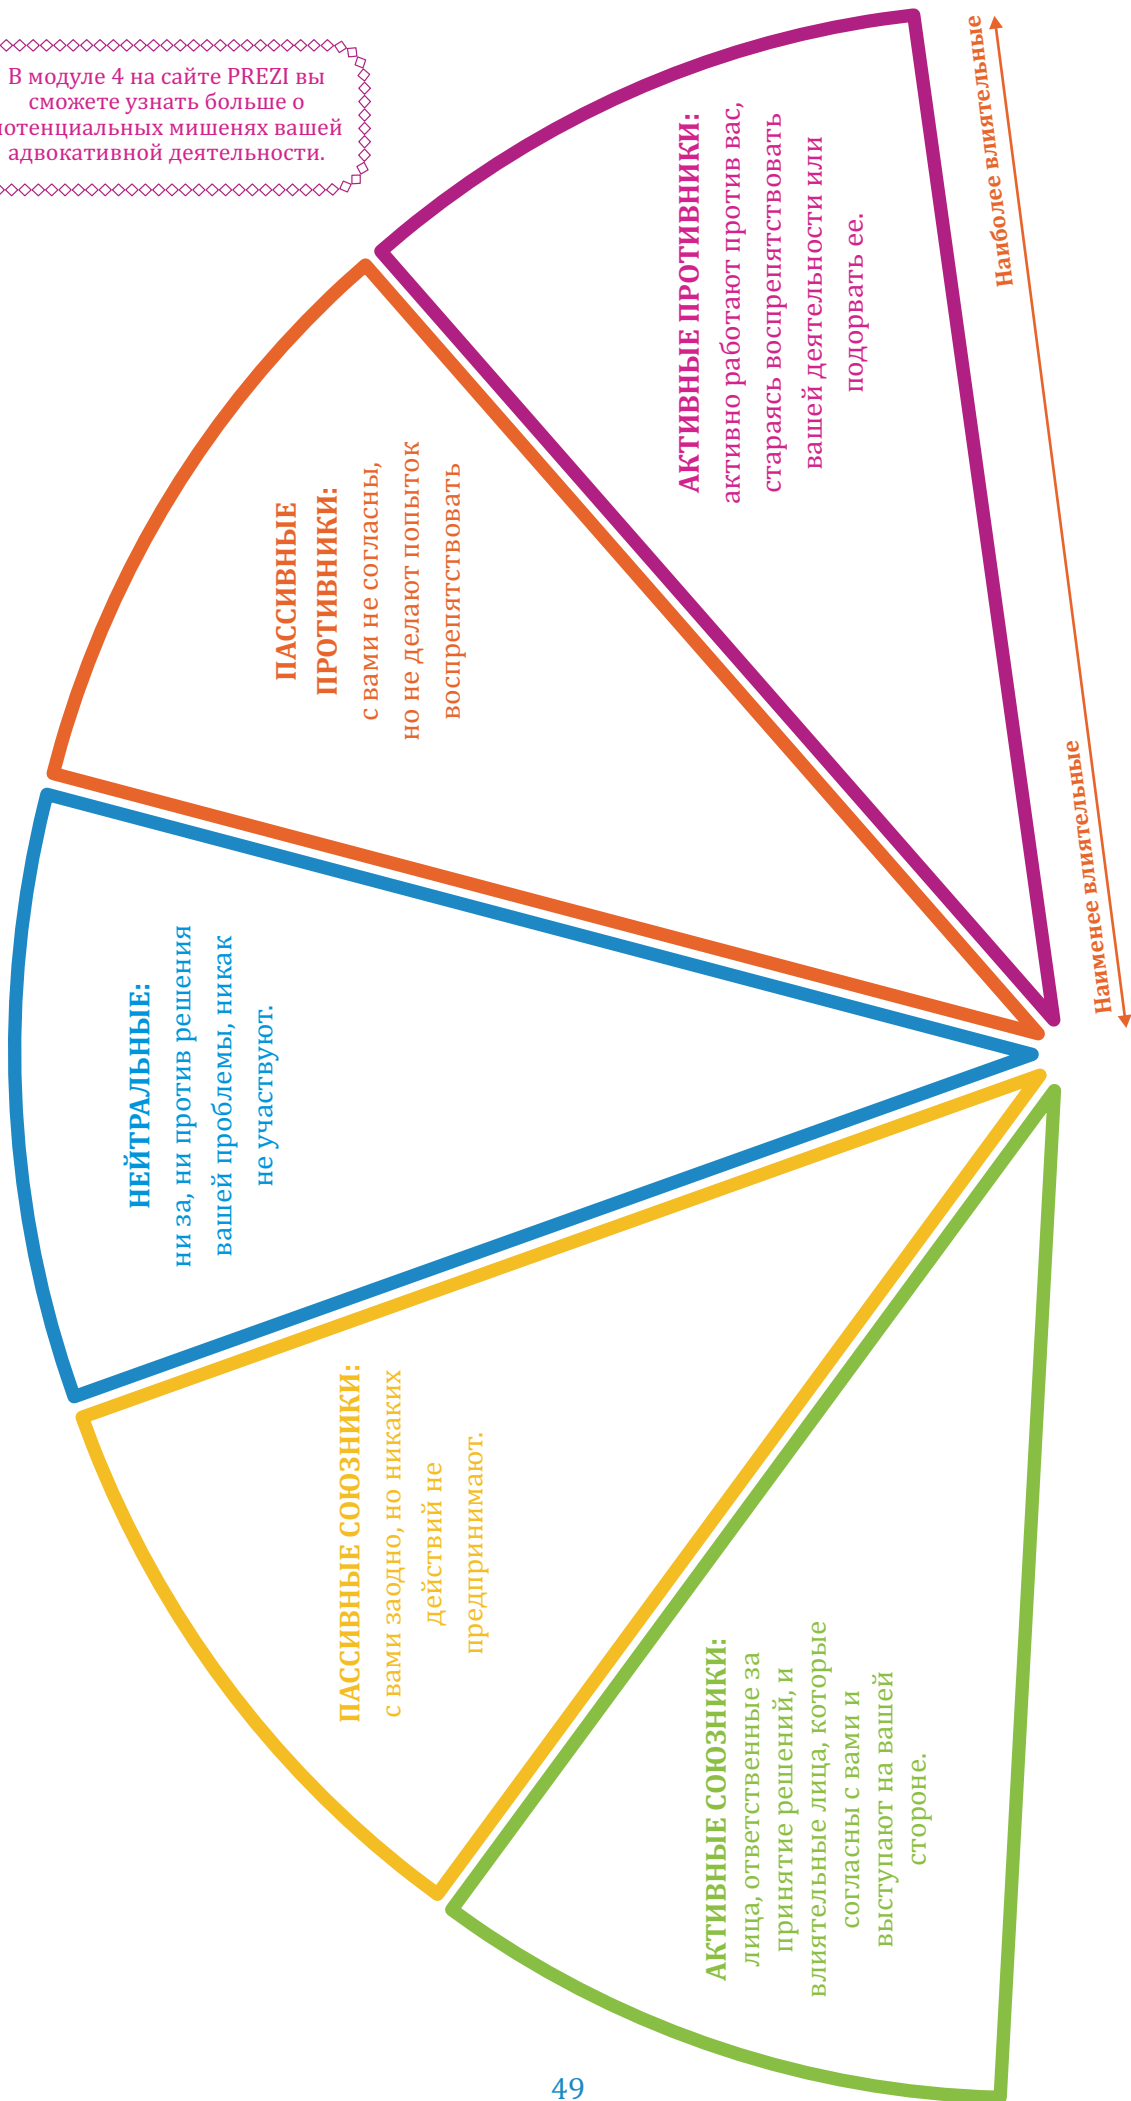 В модуле 4 на сайте PREZI вы
сможете узнать больше о
потенциальных мишенях вашей
адвокативной деятельности.
АКТИВНЫЕ СОЮЗНИКИ:
лица, ответственные за
принятие решений, и
влиятельные лица, которые
согласны с вами и
выступают на вашей
стороне.
ПАССИВНЫЕ СОЮЗНИКИ:
с вами заодно, но никаких
действий не
предпринимают.
НЕЙТРАЛЬНЫЕ:
ни за, ни против решения
вашей проблемы, никак
не участвуют.
ПАССИВНЫЕ
ПРОТИВНИКИ:
с вами не согласны,
но не делают попыток
воспрепятствовать
АКТИВНЫЕ ПРОТИВНИКИ:
активно работают против вас,
стараясь воспрепятствовать
вашей деятельности или
подорвать ее.
Наименее влиятельные
Наиболее влиятельные
49